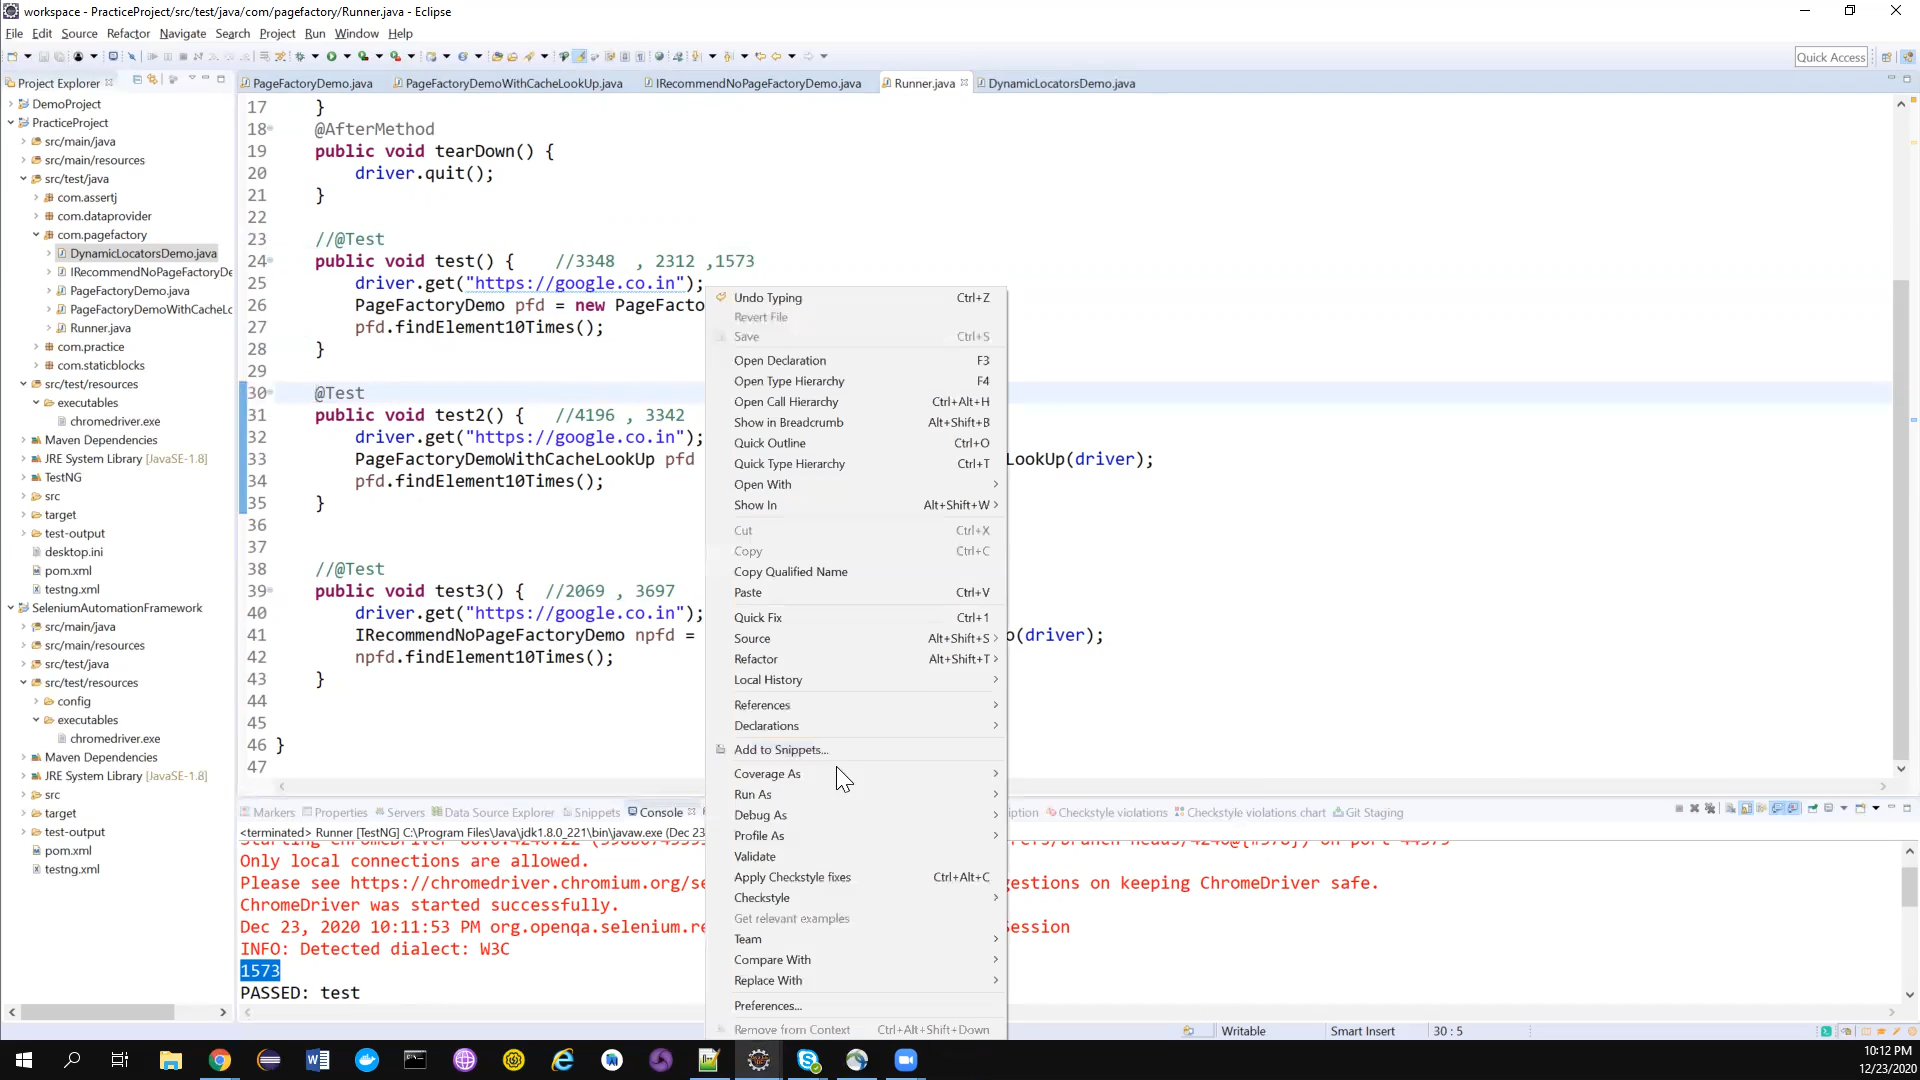 workspace - PracticeProject/src/test/java/com/pagefactory/Runner.java - Eclipse
File Edit Source Refactor Navigate Search Project Run Window Help
Quick Access
Project Explorer
PageFactoryDemo.java PageFactoryDemoWithCacheLookUp.java IRecommendNoPageFactoryDemo.java Runner.java DynamicLocatorsDemo.java
DemoProject
PracticeProject
src/main/java
src/main/resources
src/test/java
com.assertj
com.dataprovider
com.pagefactory
DynamicLocatorsDemo.java
IRecommendNoPageFactoryDe
PageFactoryDemo.java
PageFactoryDemoWithCacheLo
Runner.java
com.practice
com.staticblocks
src/test/resources
executables
chromedriver.exe
Maven Dependencies
JRE System Library [JavaSE-1.8]
TestNG
src
target
test-output
desktop.ini
pom.xml
testng.xml
SeleniumAutomationFramework
src/main/java
src/main/resources
src/test/java
src/test/resources
config
executables
chromedriver.exe
Maven Dependencies
JRE System Library [JavaSE-1.8]
src
target
test-output
pom.xml
testng.xml
17 }
18 @AfterMethod
19 public void tearDown() {
20 driver.quit();
21 }
22
23 //@Test
24 public void test() { //3348 , 2312 ,1573
25 driver.get("https://google.co.in");
26 PageFactoryDemo pfd = new PageFacto
27 pfd.findElement10Times();
28 }
29
30 @Test
31 public void test2() { //4196 , 3342
32 driver.get("https://google.co.in");
33 PageFactoryDemoWithCacheLookUp pfd LookUp(driver);
34 pfd.findElement10Times();
35 }
36
37
38 //@Test
39 public void test3() { //2069 , 3697
40 driver.get("https://google.co.in");
41 IRecommendNoPageFactoryDemo npfd = o(driver);
42 npfd.findElement10Times();
43 }
44
45
46 }
47
Undo Typing Ctrl+Z
Revert File
Save Ctrl+S
Open Declaration F3
Open Type Hierarchy F4
Open Call Hierarchy Ctrl+Alt+H
Show in Breadcrumb Alt+Shift+B
Quick Outline Ctrl+O
Quick Type Hierarchy Ctrl+T
Open With
Show In Alt+Shift+W
Cut Ctrl+X
Copy Ctrl+C
Copy Qualified Name
Paste Ctrl+V
Quick Fix Ctrl+1
Source Alt+Shift+S
Refactor Alt+Shift+T
Local History
References
Declarations
Add to Snippets...
Coverage As
Run As
Debug As
Profile As
Validate
Apply Checkstyle fixes Ctrl+Alt+C
Checkstyle
Get relevant examples
Team
Compare With
Replace With
Preferences...
Remove from Context Ctrl+Alt+Shift+Down
Markers Properties Servers Data Source Explorer Snippets Console ption Checkstyle violations Checkstyle violations chart Git Staging
<terminated> Runner [TestNG] C:\Program Files\Java\jdk1.8.0_221\bin\javaw.exe (Dec 23
Only local connections are allowed.
Please see https://chromedriver.chromium.org/se gestions on keeping ChromeDriver safe.
ChromeDriver was started successfully.
Dec 23, 2020 10:11:53 PM org.openqa.selenium.re Session
INFO: Detected dialect: W3C
1573
PASSED: test
Writable Smart Insert 30 : 5
10:12 PM
12/23/2020